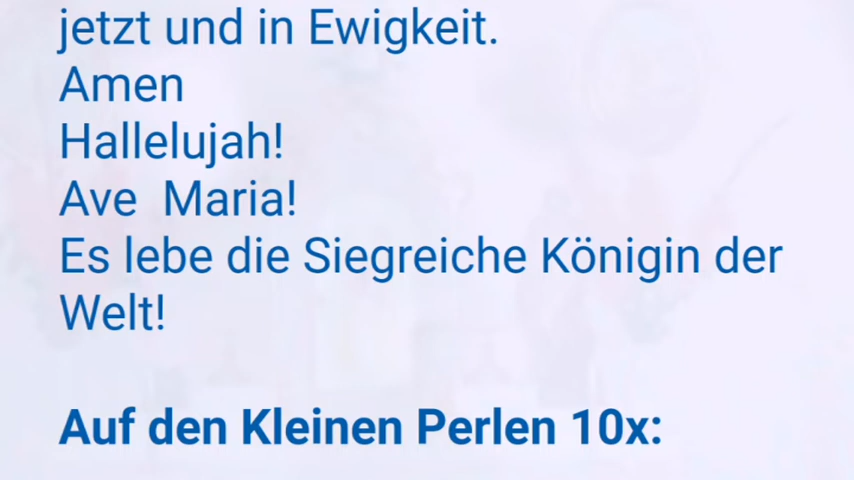 jetzt und in Ewigkeit.
Amen
Hallelujah!
Ave  Maria!
Es lebe die Siegreiche Königin der
Welt!
Auf den Kleinen Perlen 10x: